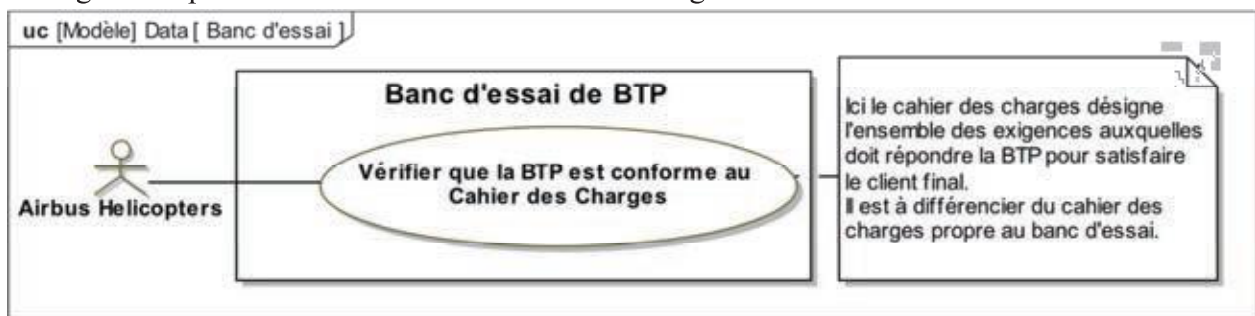 uc [Modèle] Data [ Banc d'essai ]
Banc d'essai de BTP
Vérifier que la BTP est conforme au
Cahier des Charges
Airbus Helicopters
Ici le cahier des charges désigne
l'ensemble des exigences auxquelles
doit répondre la BTP pour satisfaire
le client final.
Il est à différencier du cahier des
charges propre au banc d'essai.